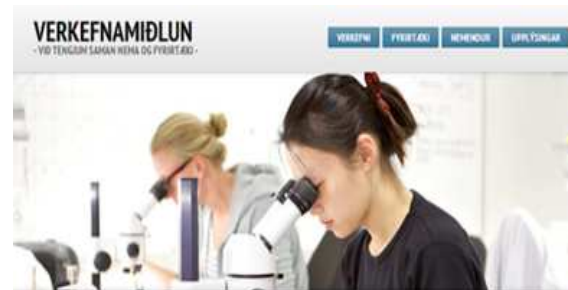 VERKEFNAMIÐLUN
- VIÐ TENGJUM SAMAN NEMA OG FYRIRTÆKI -
VERKEFNI FYRIRTÆKI NEMENDUR UPPLÝSINGAR